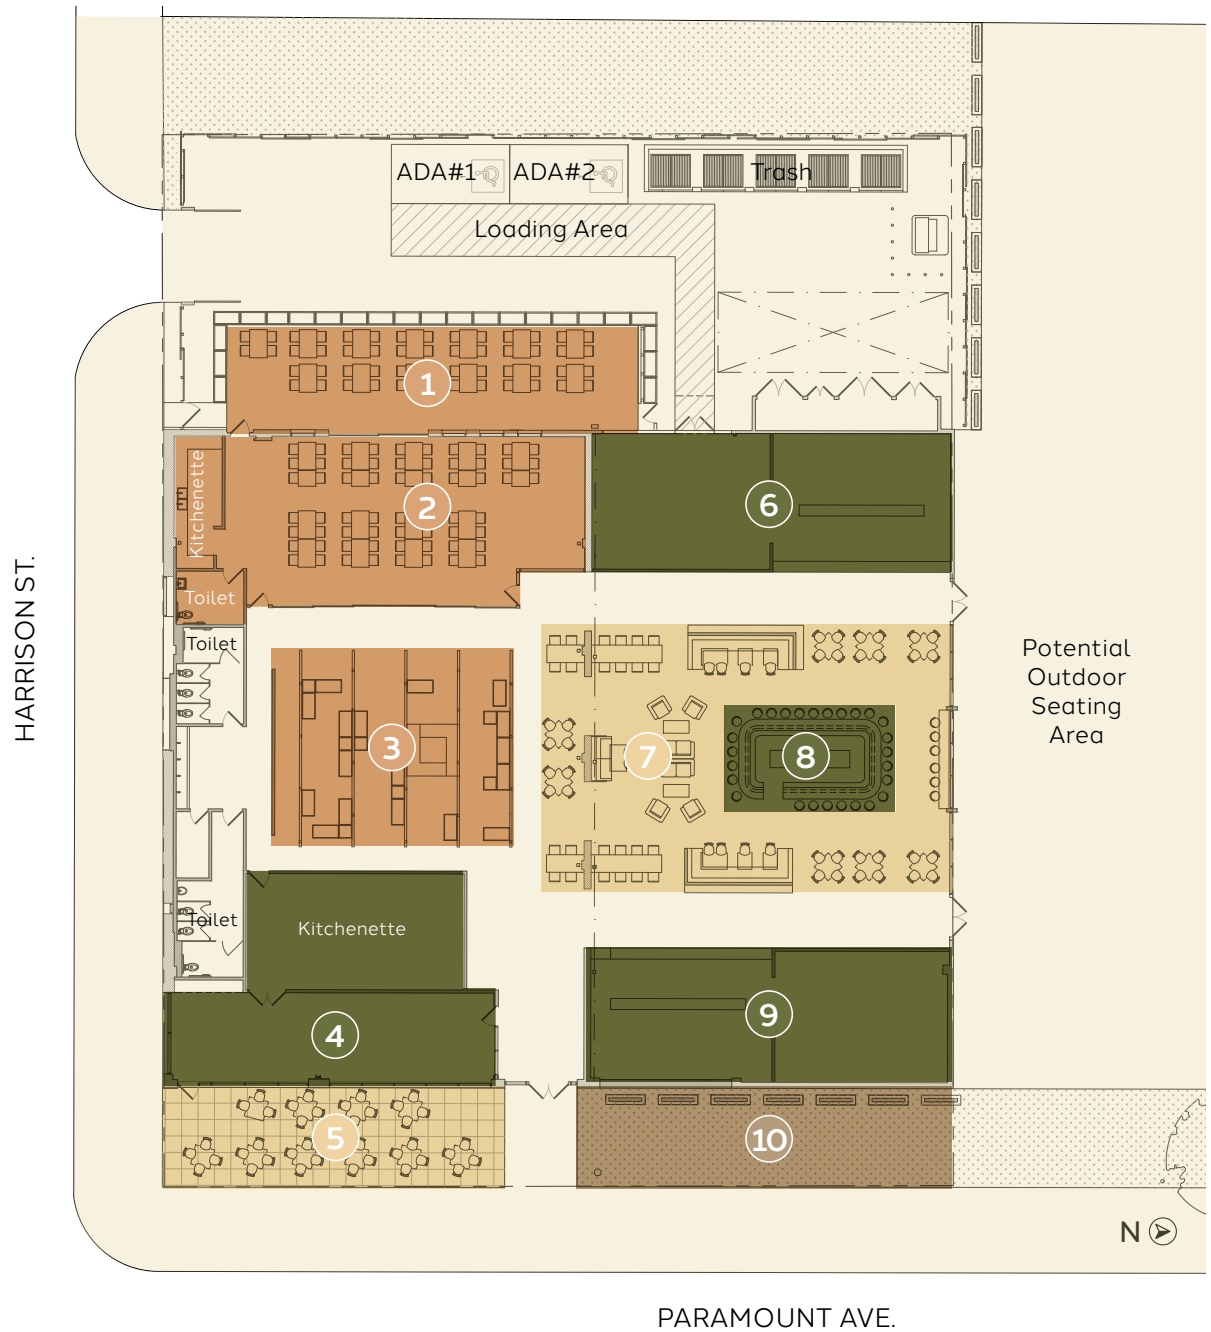 ADA#1
ADA#2
Trash
Loading Area
1
Kitchenette
2
6
Toilet
Toilet
HARRISON ST.
Potential
Outdoor
Seating
Area
3
7
8
Toilet
Kitchenette
9
4
5
10
N
PARAMOUNT AVE.